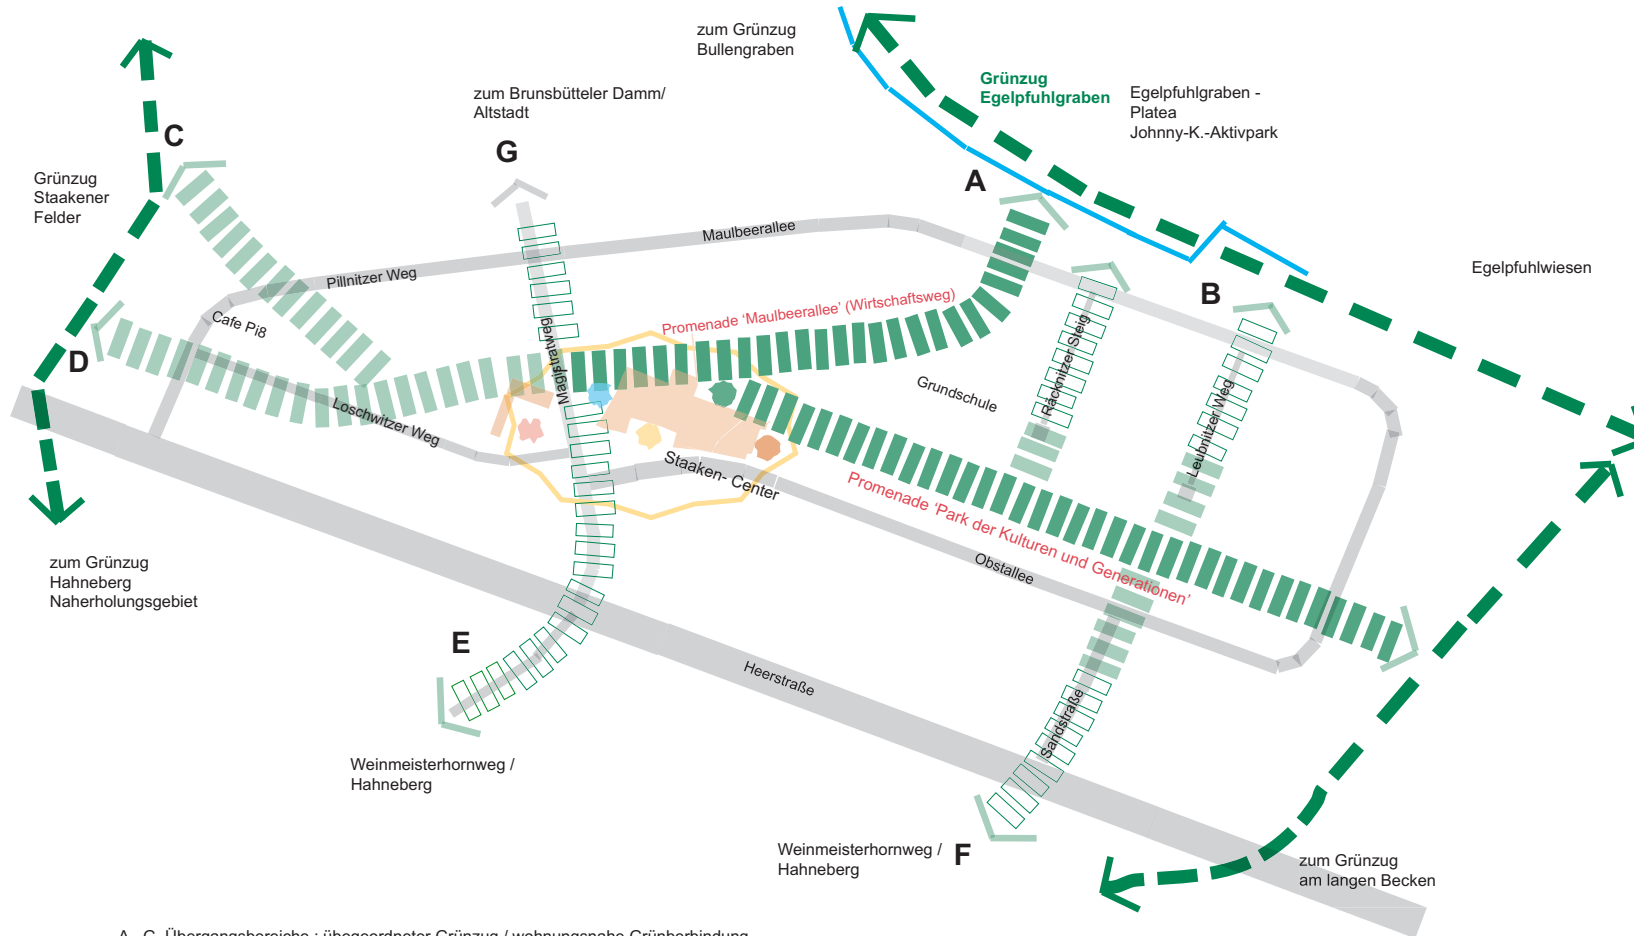 zum Grünzug
Bullengraben
Grünzug
Egelpfuhlgraben
Egelpfuhlgraben -
Platea
Johnny-K.-Aktivpark
zum Brunsbütteler Damm/
Altstadt
G
C
A
Grünzug
Staakener
Felder
Maulbeerallee
Pillnitzer Weg
Egelpfuhlwiesen
B
Cafe Pi8
Promenade ‘Maulbeerallee’ (Wirtschaftsweg)
D
Magistratweg
Räcknitzer Steig
Grundschule
Leubnitzer Weg
Loschwitzer Weg
Staaken- Center
Promenade ‘Park der Kulturen und Generationen’
Obstallee
zum Grünzug
Hahneberg
Naherholungsgebiet
E
Heerstraße
Sandstraße
Weinmeisterhornweg /
Hahneberg
Weinmeisterhornweg /
Hahneberg
F
zum Grünzug
am langen Becken